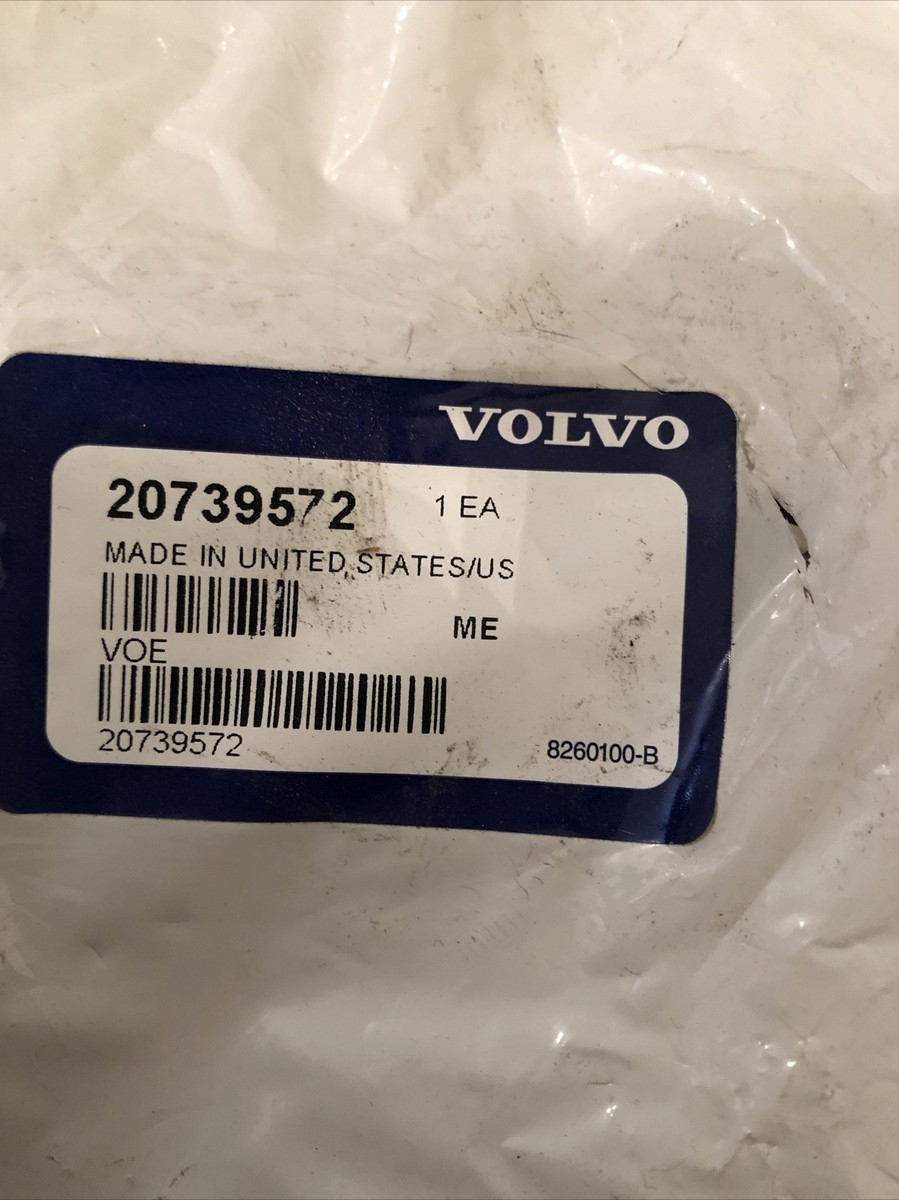 VOLVO
20739572 1 EA
MADE IN UNITED STATES/US
ME
VOE
20739572
8260100-B